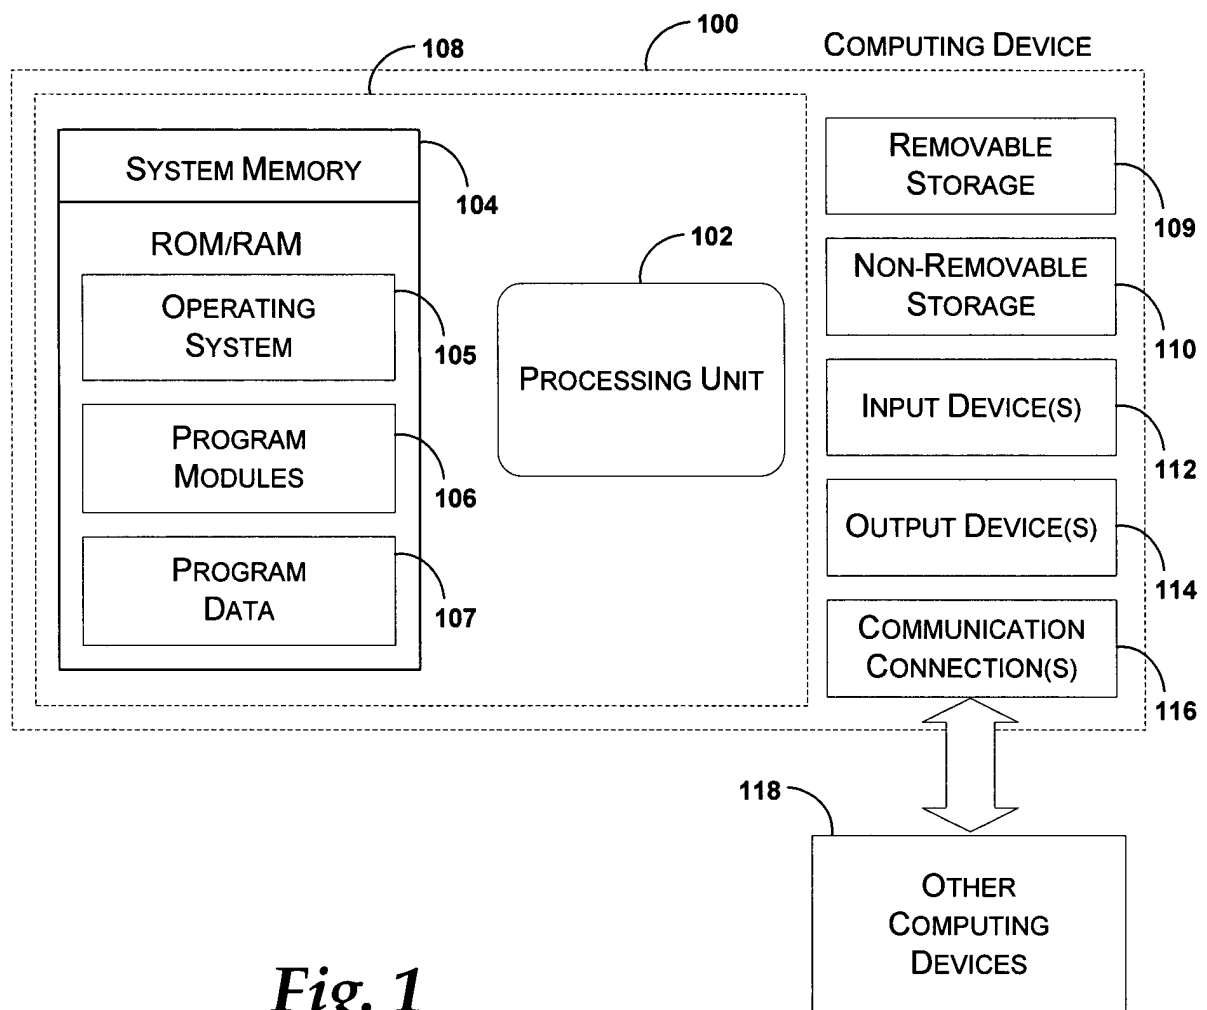 100
COMPUTING DEVICE
108
SYSTEM MEMORY
104
ROM/RAM
OPERATING
SYSTEM
105
PROGRAM
MODULES
106
PROGRAM
DATA
107
102
PROCESSING UNIT
REMOVABLE
STORAGE
109
NON-REMOVABLE
STORAGE
110
INPUT DEVICE(S)
112
OUTPUT DEVICE(S)
114
COMMUNICATION
CONNECTION(S)
116
118
OTHER
COMPUTING
DEVICES
Fig. 1